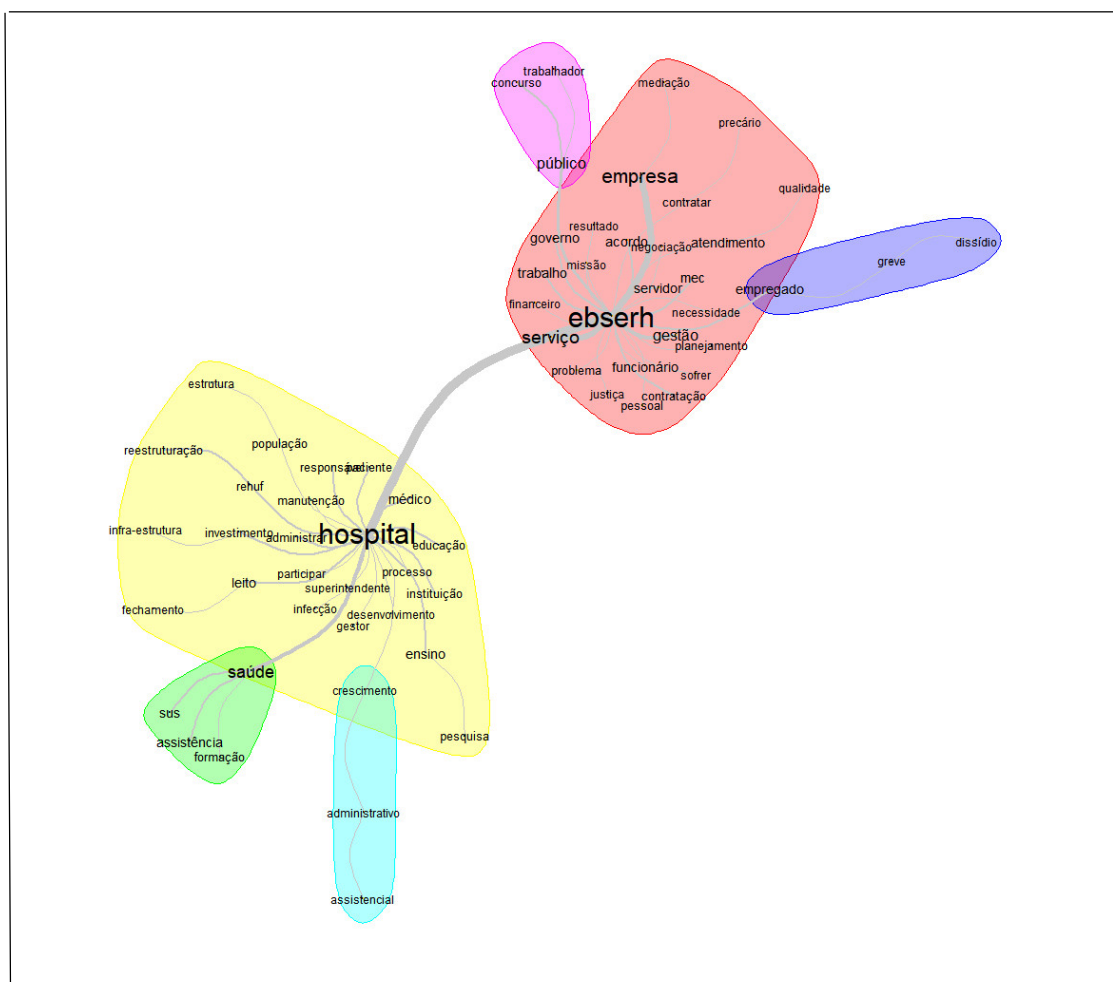 trabalhador
concurso
público
mediação
precário
empresa
qualidade
contratar
resultado
governo
acordo
negociação
atendimento
dissídio
greve
missão
trabalho
mec
servidor
empregado
financeiro
necessidade
ebserh
serviço
gestão
planejamento
problema
funcionário
sofrer
justiça
contratação
pessoal
estrutura
população
reestruturação
responsável
paciente
rehuf
manutenção
médico
infra-estrutura
investimento
administrar
hospital
educação
participar
processo
leito
superintendente
instituição
fechamento
infecção
desenvolvimento
gestor
ensino
saúde
crescimento
sus
pesquisa
assistência
formação
administrativo
assistencial